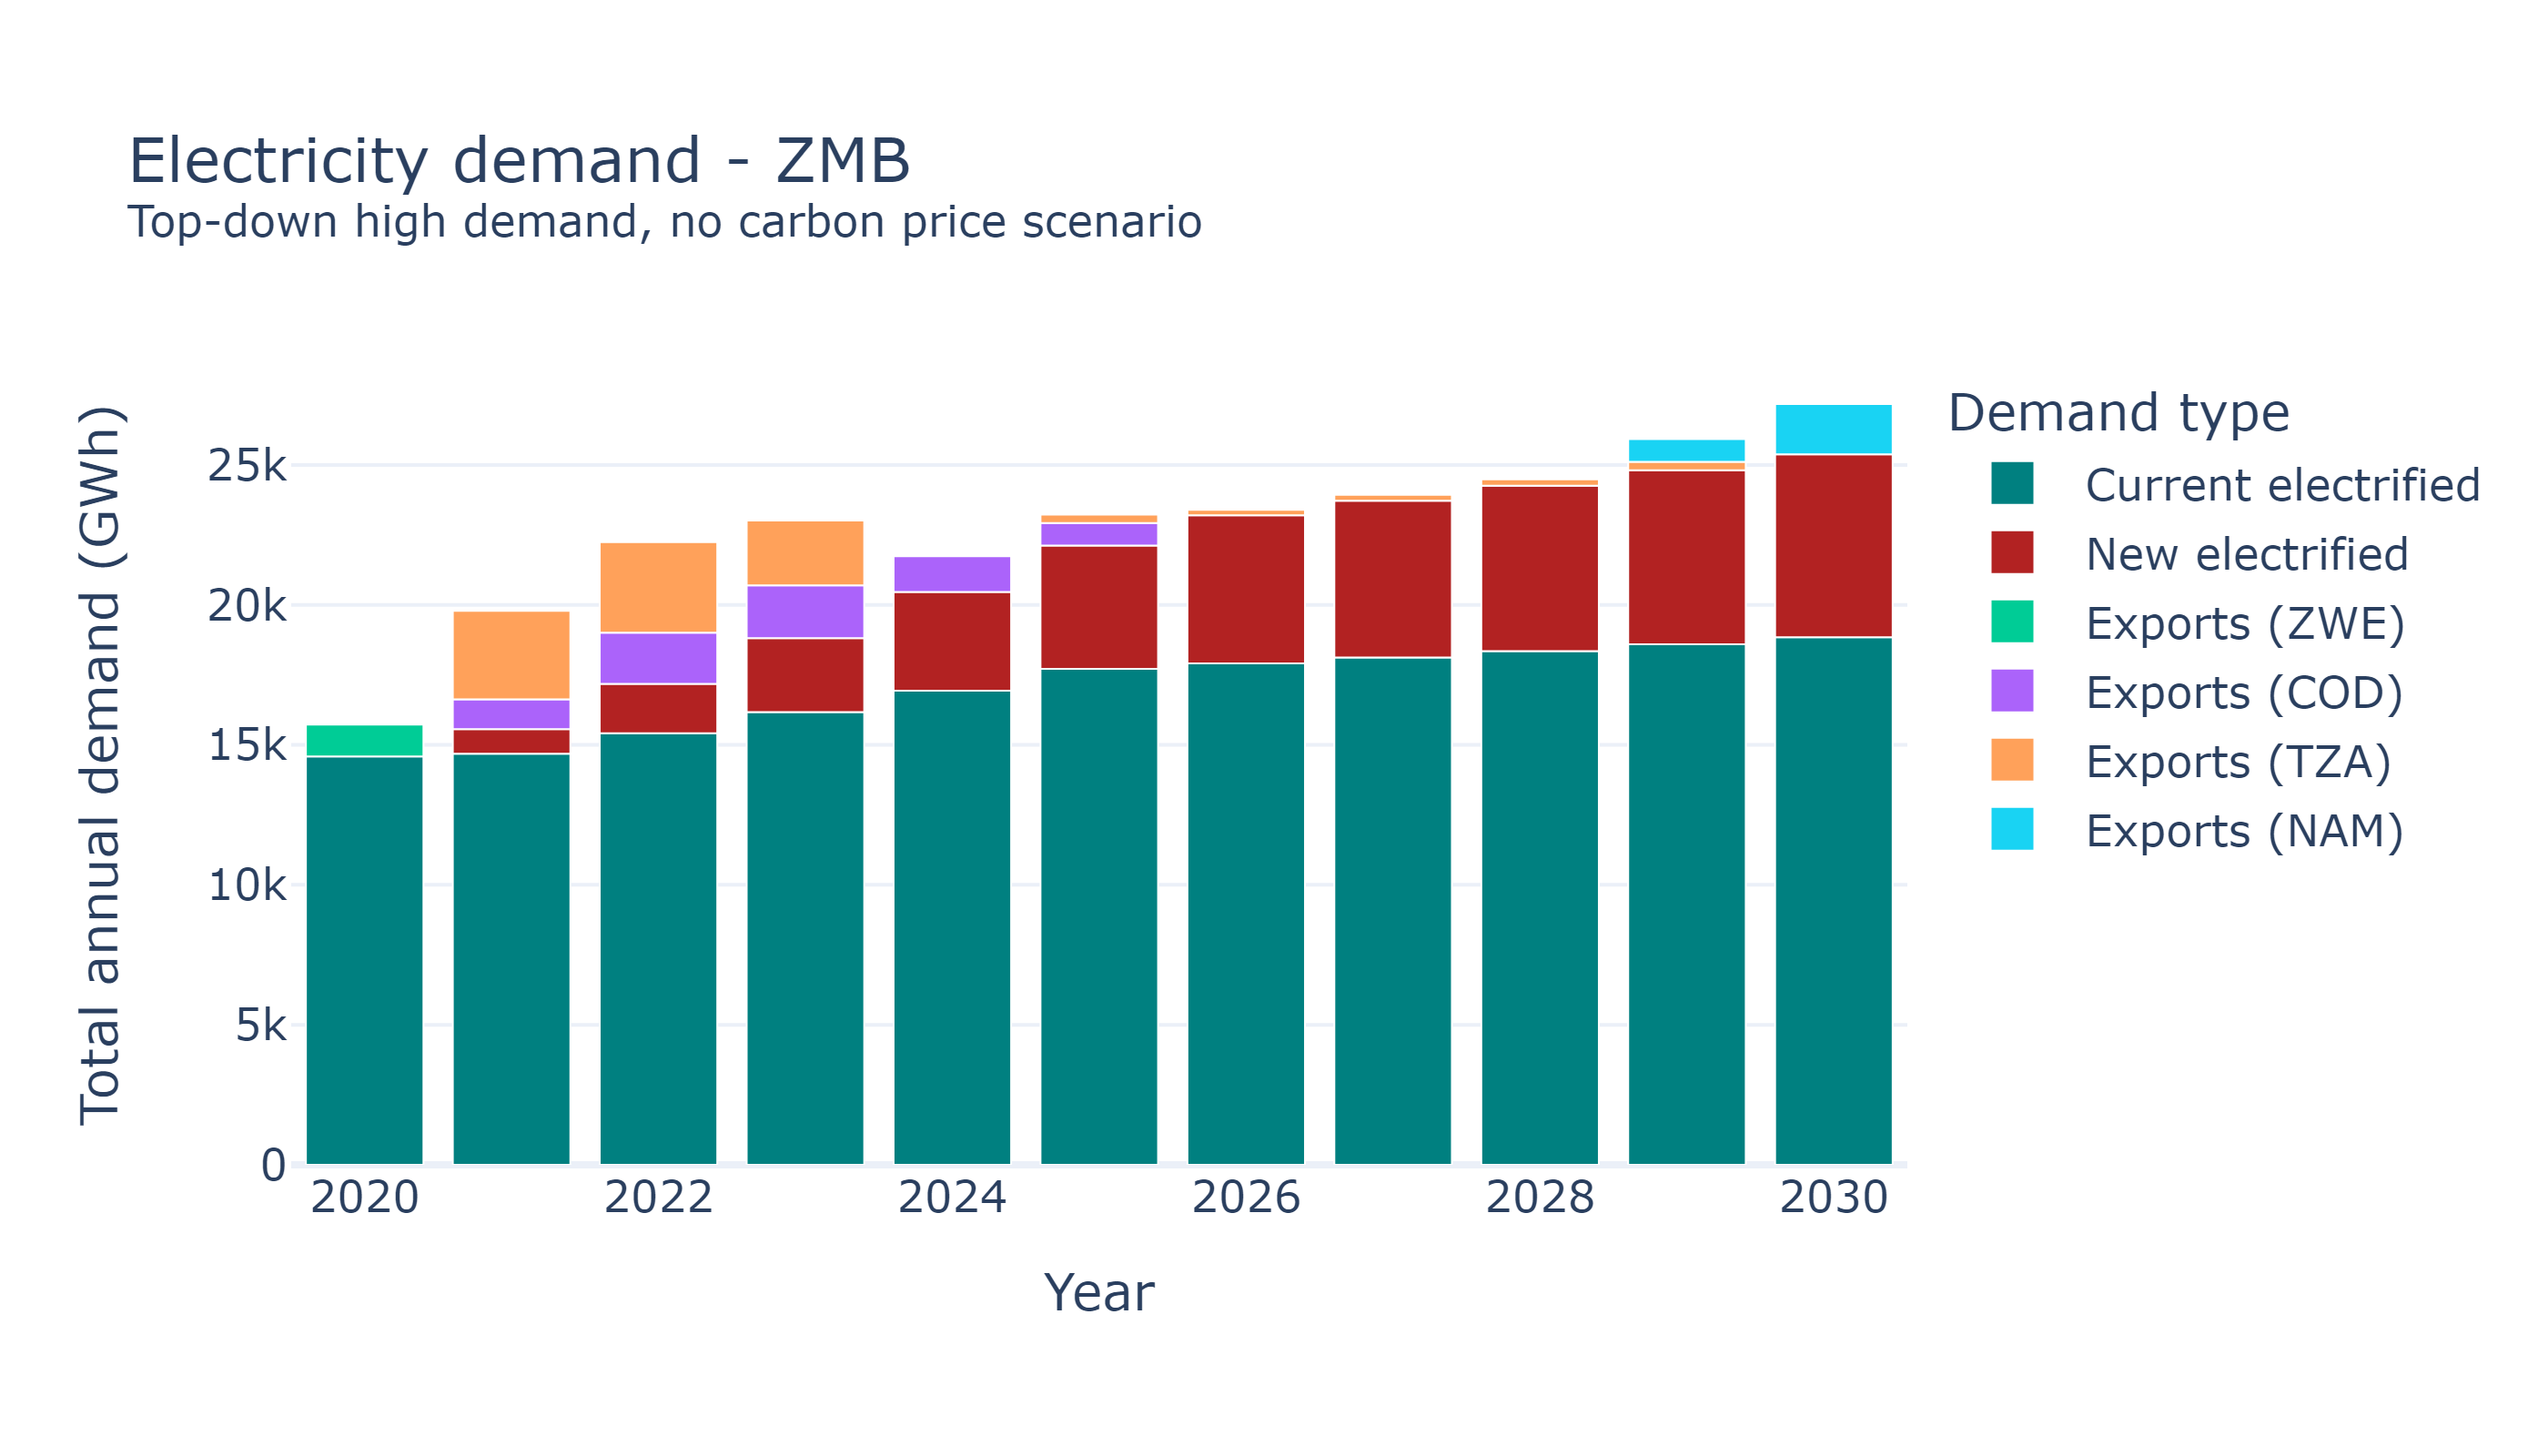 Electricity demand - ZMB
Top-down high demand, no carbon price scenario
Total annual demand (GWh)
25k
20k
15k
10k
5k
0
2020
2022
2024
2026
2028
2030
Year
Demand type
Current electrified
New electrified
Exports (ZWE)
Exports (COD)
Exports (TZA)
Exports (NAM)